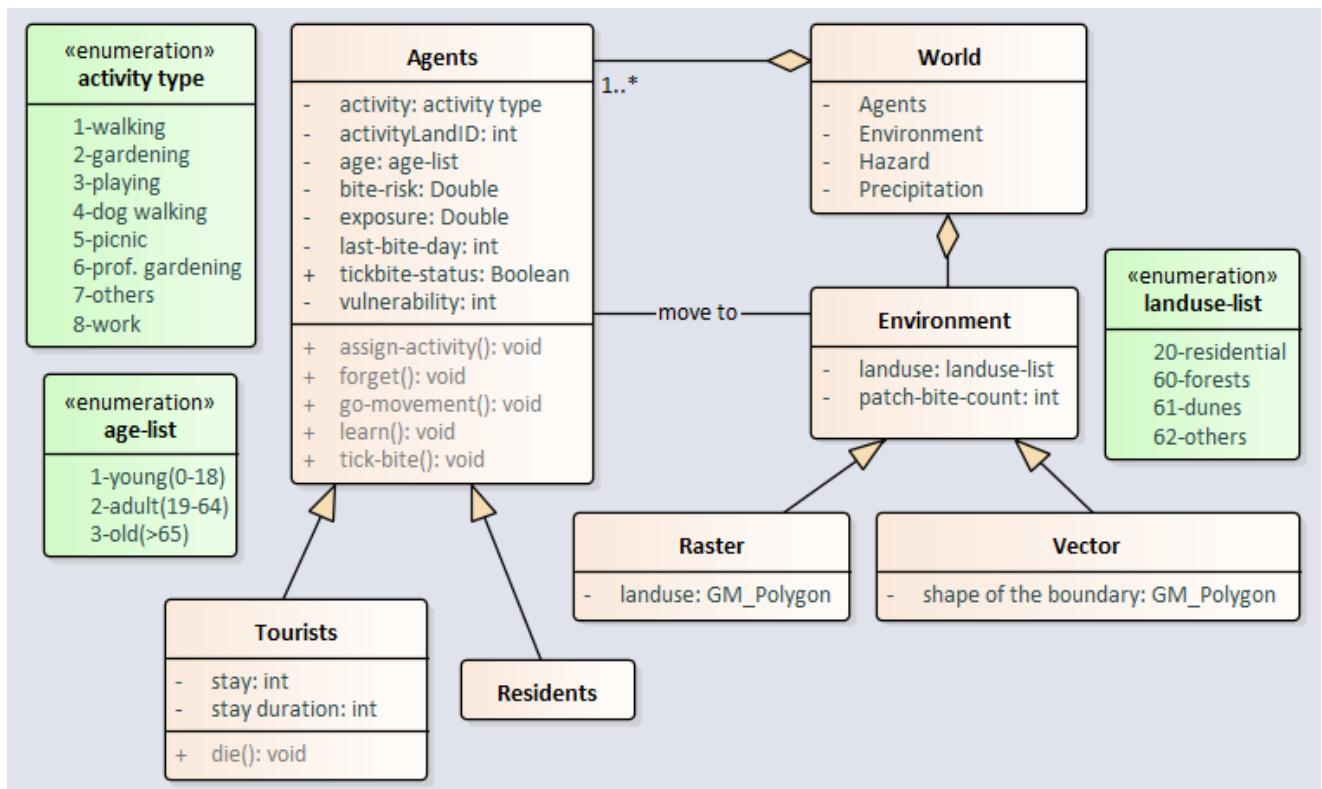 «enumeration»
activity type
1-walking
2-gardening
3-playing
4-dog walking
5-picnic
6-prof. gardening
7-others
8-work
«enumeration»
age-list
1-young(0-18)
2-adult(19-64)
3-old(>65)
Agents
- activity: activity type
- activityLandID: int
- age: age-list
- bite-risk: Double
- exposure: Double
- last-bite-day: int
+ tickbite-status: Boolean
- vulnerability: int
+ assign-activity(): void
+ forget(): void
+ go-movement(): void
+ learn(): void
+ tick-bite(): void
1..*
World
- Agents
- Environment
- Hazard
- Precipitation
move to
Environment
- landuse: landuse-list
- patch-bite-count: int
«enumeration»
landuse-list
20-residential
60-forests
61-dunes
62-others
Raster
- landuse: GM_Polygon
Vector
- shape of the boundary: GM_Polygon
Tourists
- stay: int
- stay duration: int
+ die(): void
Residents